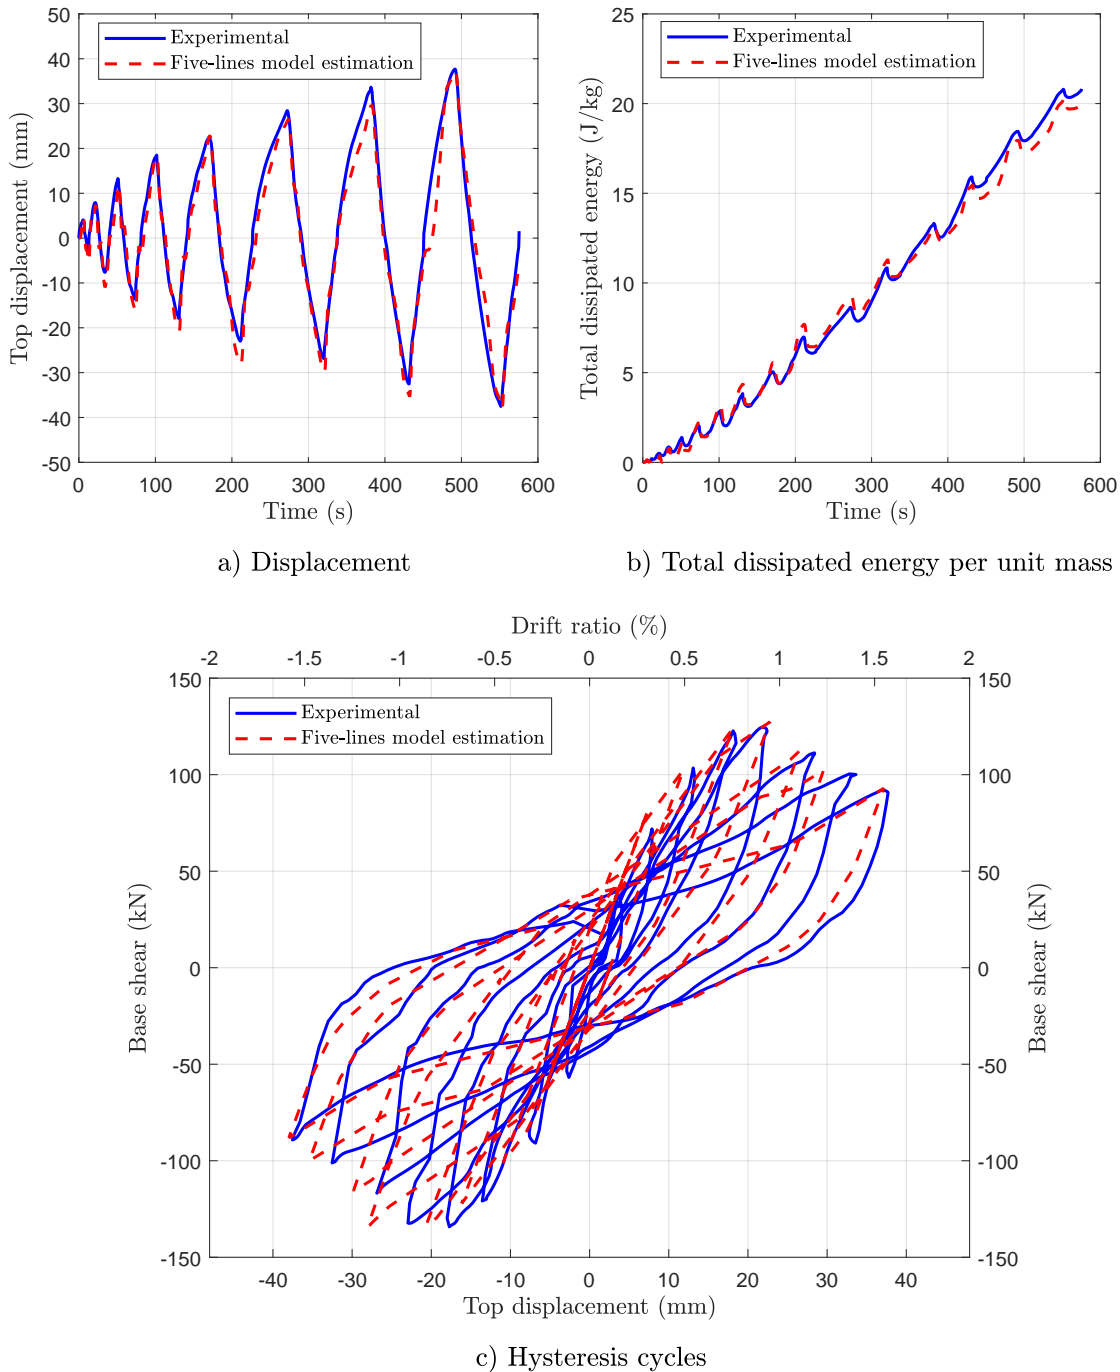 50
40
30
20
10
0
-10
-20
-30
-40
-50
Top displacement (mm)
Experimental
Five-lines model estimation
0 100 200 300 400 500 600
Time (s)
a) Displacement
25
20
15
10
5
0
Total dissipated energy (J/kg)
Experimental
Five-lines model estimation
0 100 200 300 400 500 600
Time (s)
b) Total dissipated energy per unit mass
Drift ratio (%)
-2 -1.5 -1 -0.5 0 0.5 1 1.5 2
150
100
50
0
-50
-100
-150
Base shear (kN)
Experimental
Five-lines model estimation
150
100
50
0
-50
-100
-150
Base shear (kN)
-40 -30 -20 -10 0 10 20 30 40
Top displacement (mm)
c) Hysteresis cycles